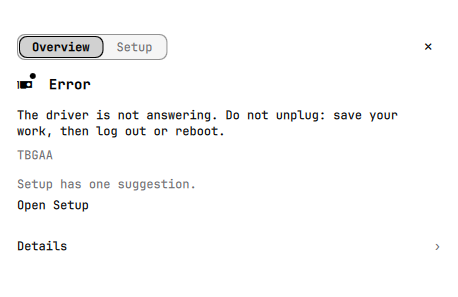 Overview Setup ×
Error
The driver is not answering. Do not unplug: save your
work, then log out or reboot.
TBGAA
Setup has one suggestion.
Open Setup
Details ›